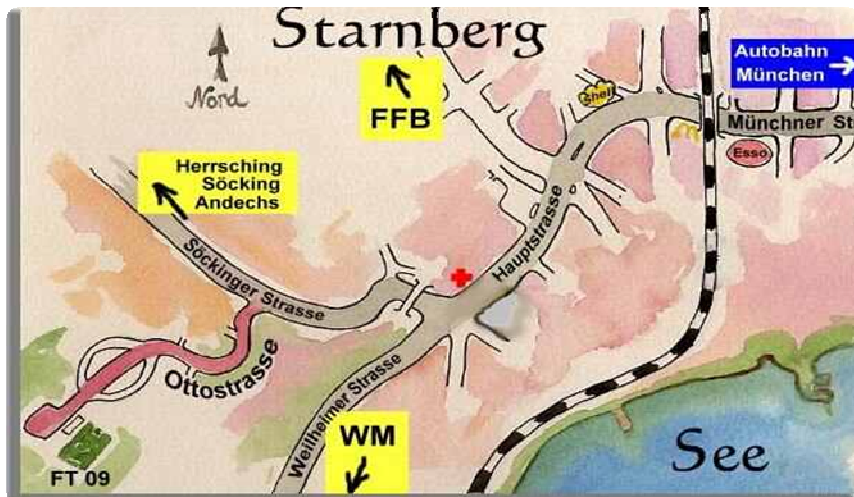 Starnberg
Nord
FFB
Shell
Autobahn
München
Münchner St
Esso
Herrsching
Söcking
Andechs
Hauptstrasse
Söckinger Strasse
Ottostrasse
Weilheimer Strasse
WM
FT 09
See